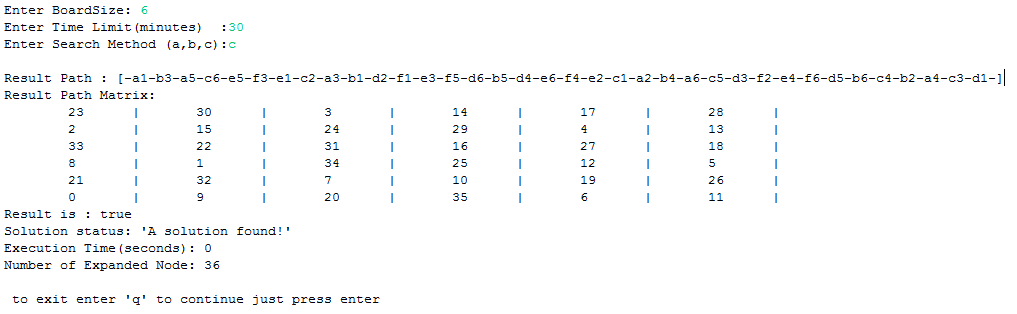 Enter BoardSize: 6
Enter Time Limit(minutes)  :30
Enter Search Method (a,b,c):c
Result Path : [-a1-b3-a5-c6-e5-f3-e1-c2-a3-b1-d2-f1-e3-f5-d6-b5-d4-e6-f4-e2-c1-a2-b4-a6-c5-d3-f2-e4-f6-d5-b6-c4-b2-a4-c3-d1-]
Result Path Matrix:
23 | 30 | 3 | 14 | 17 | 28 |
2 | 15 | 24 | 29 | 4 | 13 |
33 | 22 | 31 | 16 | 27 | 18 |
8 | 1 | 34 | 25 | 12 | 5 |
21 | 32 | 7 | 10 | 19 | 26 |
0 | 9 | 20 | 35 | 6 | 11 |
Result is : true
Solution status: 'A solution found!'
Execution Time(seconds): 0
Number of Expanded Node: 36
to exit enter 'q' to continue just press enter